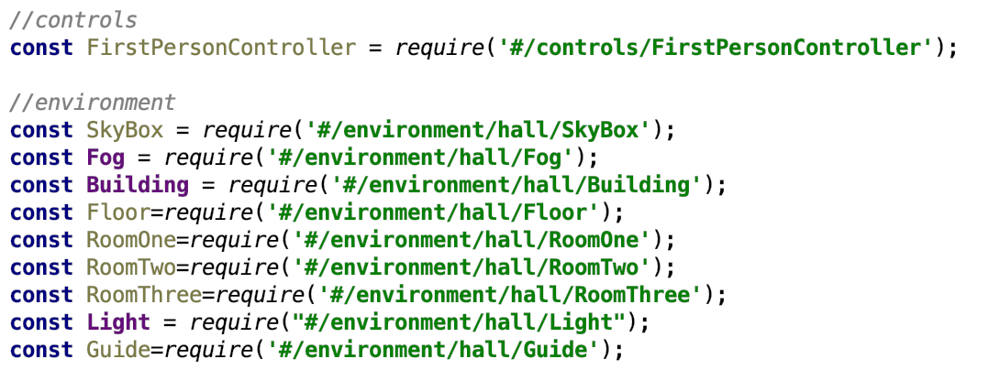 //controls
const FirstPersonController = require('#/controls/FirstPersonController');
//environment
const SkyBox = require('#/environment/hall/SkyBox');
const Fog = require('#/environment/hall/Fog');
const Building = require('#/environment/hall/Building');
const Floor=require('#/environment/hall/Floor');
const RoomOne=require('#/environment/hall/RoomOne');
const RoomTwo=require('#/environment/hall/RoomTwo');
const RoomThree=require('#/environment/hall/RoomThree');
const Light = require("#/environment/hall/Light");
const Guide=require('#/environment/hall/Guide');